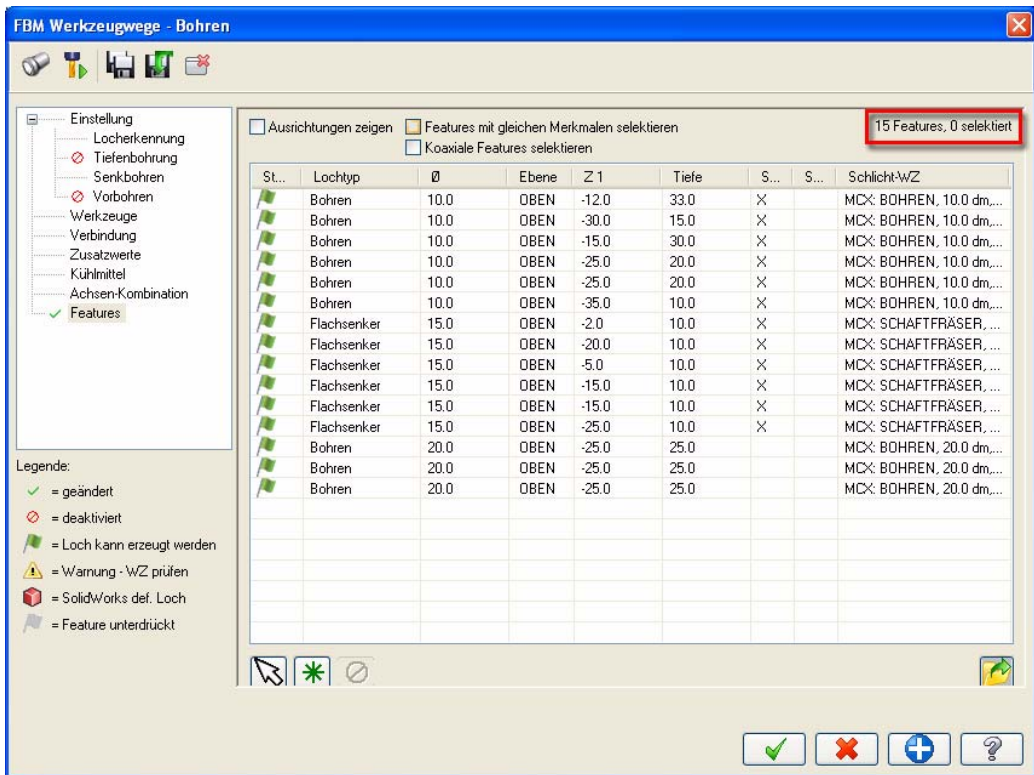 FBM Werkzeugwege - Bohren
Einstellung
Locherkennung
Tiefenbohrung
Senkbohren
Vorbohren
Werkzeuge
Verbindung
Zusatzwerte
Kühlmittel
Achsen-Kombination
Features
Legende:
= geändert
= deaktiviert
= Loch kann erzeugt werden
= Warnung - WZ prüfen
= SolidWorks def. Loch
= Feature unterdrückt
Ausrichtungen zeigen Features mit gleichen Merkmalen selektieren
Koaxiale Features selektieren
15 Features, 0 selektiert
St... Lochtyp Ø Ebene Z 1 Tiefe S... S... Schlicht-WZ
Bohren 10.0 OBEN -12.0 33.0 X MCX: BOHREN, 10.0 dm,...
Bohren 10.0 OBEN -30.0 15.0 X MCX: BOHREN, 10.0 dm,...
Bohren 10.0 OBEN -15.0 30.0 X MCX: BOHREN, 10.0 dm,...
Bohren 10.0 OBEN -25.0 20.0 X MCX: BOHREN, 10.0 dm,...
Bohren 10.0 OBEN -25.0 20.0 X MCX: BOHREN, 10.0 dm,...
Bohren 10.0 OBEN -35.0 10.0 X MCX: BOHREN, 10.0 dm,...
Flachsenker 15.0 OBEN -2.0 10.0 X MCX: SCHAFTFRÄSER, ...
Flachsenker 15.0 OBEN -20.0 10.0 X MCX: SCHAFTFRÄSER, ...
Flachsenker 15.0 OBEN -5.0 10.0 X MCX: SCHAFTFRÄSER, ...
Flachsenker 15.0 OBEN -15.0 10.0 X MCX: SCHAFTFRÄSER, ...
Flachsenker 15.0 OBEN -15.0 10.0 X MCX: SCHAFTFRÄSER, ...
Flachsenker 15.0 OBEN -25.0 10.0 X MCX: SCHAFTFRÄSER, ...
Bohren 20.0 OBEN -25.0 25.0 MCX: BOHREN, 20.0 dm,...
Bohren 20.0 OBEN -25.0 25.0 MCX: BOHREN, 20.0 dm,...
Bohren 20.0 OBEN -25.0 25.0 MCX: BOHREN, 20.0 dm,...